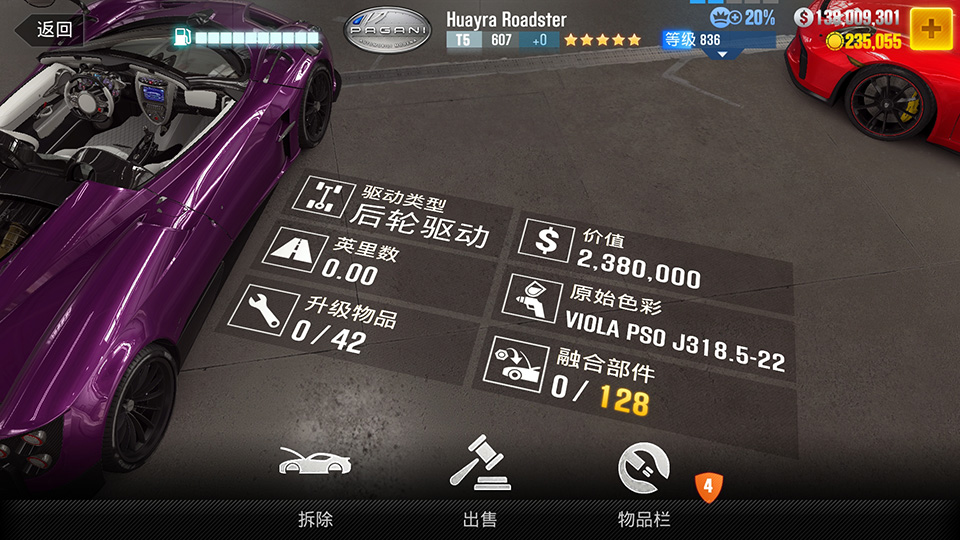 返回
PAGANI
Huayra Roadster
T5 607 +0
20%
等级 836
139,009,301
235,055
驱动类型
后轮驱动
英里数
0.00
升级物品
0/42
价值
2,380,000
原始色彩
VIOLA PSO J318.5-22
融合部件
0/128
4
拆除
出售
物品栏